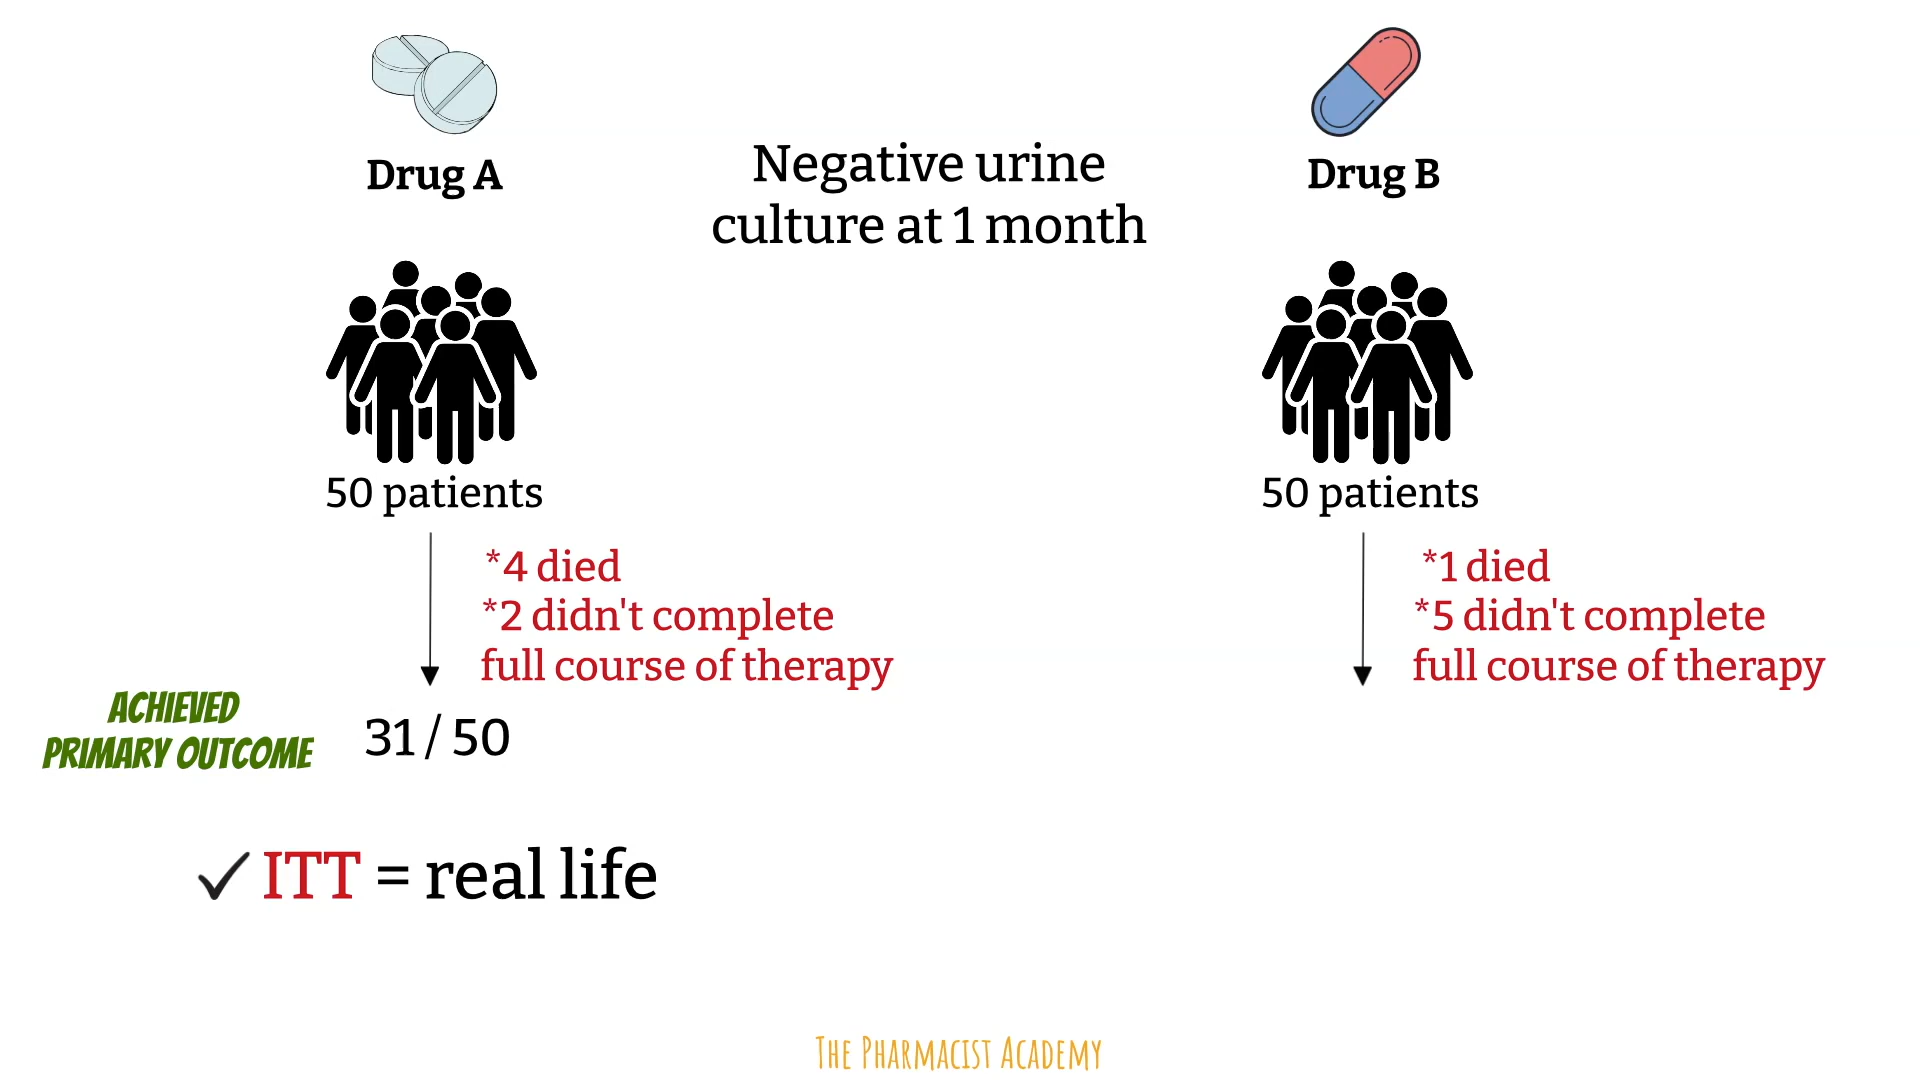 Drug A
Negative urine
culture at 1 month
Drug B
50 patients
50 patients
*4 died
*2 didn't complete
full course of therapy
*1 died
*5 didn't complete
full course of therapy
ACHIEVED
PRIMARY OUTCOME
31 / 50
✓ ITT = real life
THE PHARMACIST ACADEMY